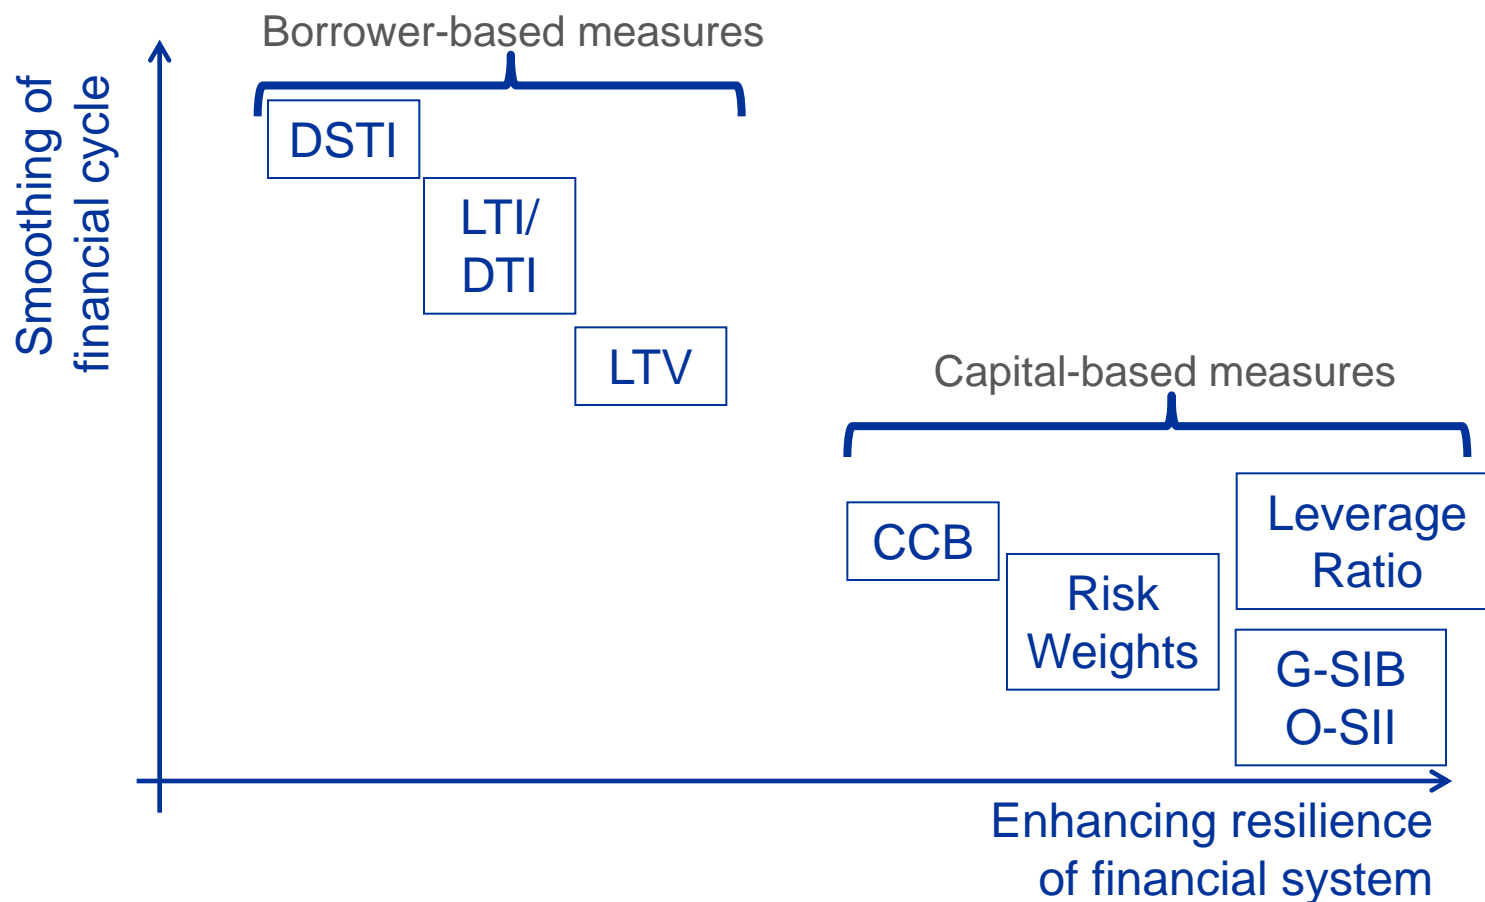 Borrower-based measures
Smoothing of
financial cycle
DSTI
LTI/
DTI
LTV
Capital-based measures
CCB
Risk
Weights
Leverage
Ratio
G-SIB
O-SII
Enhancing resilience
of financial system